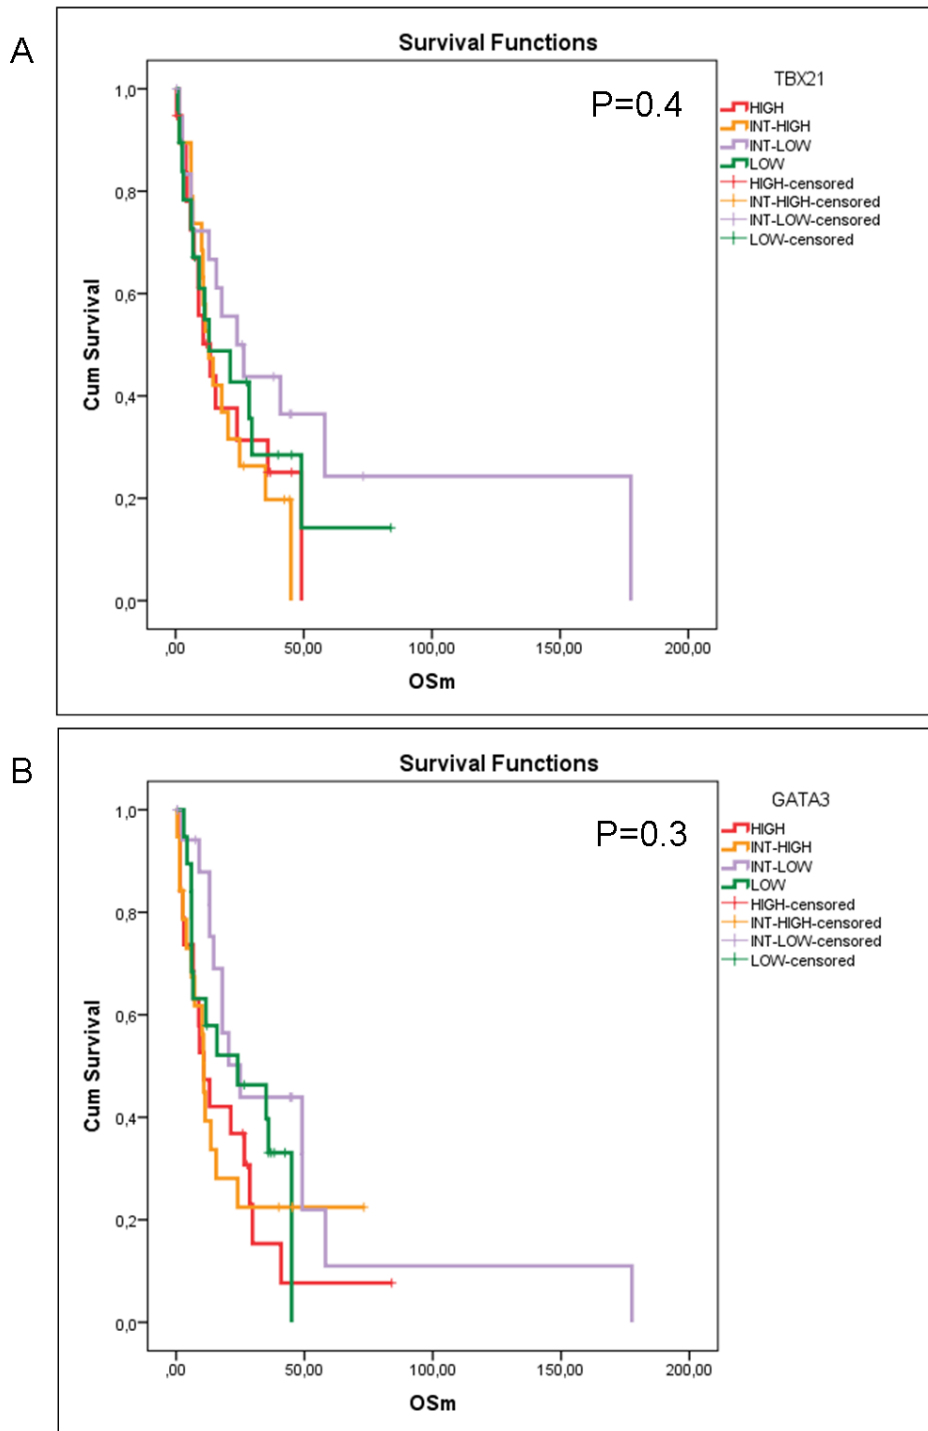 A
Survival Functions
P=0.4
TBX21
HIGH
INT-HIGH
INT-LOW
LOW
HIGH-censored
INT-HIGH-censored
INT-LOW-censored
LOW-censored
1,0
0,8
0,6
0,4
0,2
0,0
Cum Survival
,00
50,00
100,00
150,00
200,00
OSm
B
Survival Functions
P=0.3
GATA3
HIGH
INT-HIGH
INT-LOW
LOW
HIGH-censored
INT-HIGH-censored
INT-LOW-censored
LOW-censored
1,0
0,8
0,6
0,4
0,2
0,0
Cum Survival
,00
50,00
100,00
150,00
200,00
OSm